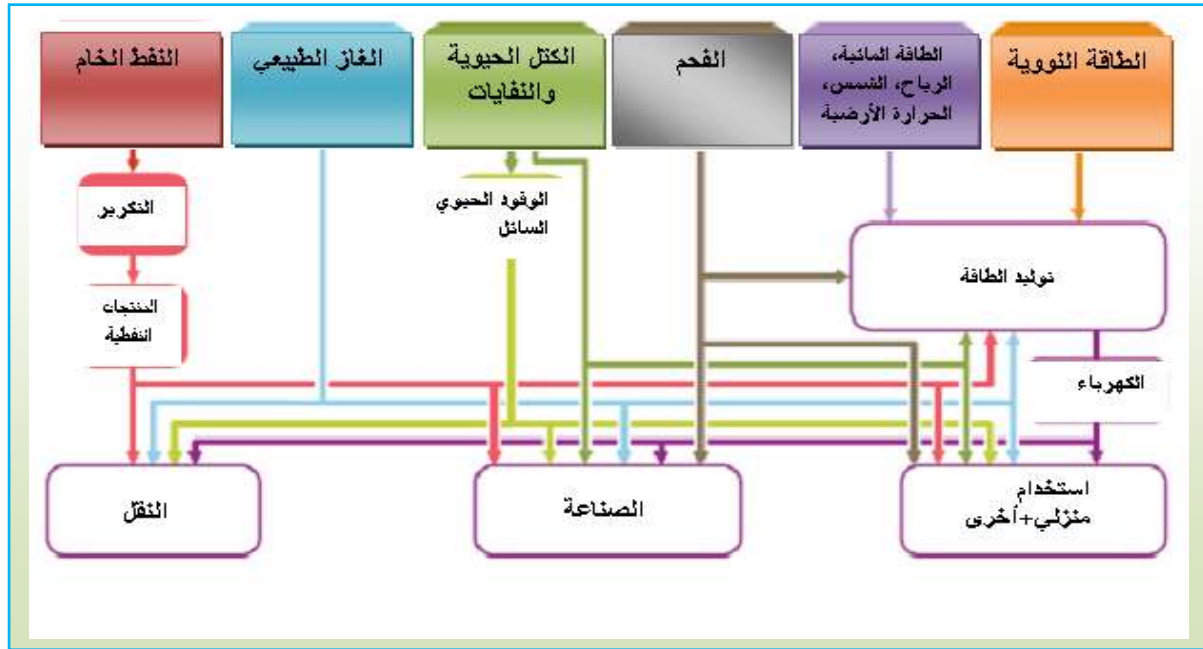 الطاقة النووية
الطاقة المائية،
الرياح، الشمس،
الحرارة الأرضية
الفحم
الكتل الحيوية
والنفايات
الغاز الطبيعي
النفط الخام
التكرير
الوقود الحيوي
السائل
توليد الطاقة
المنتجات
النفطية
الكهرباء
استخدام
منزلي+أخرى
الصناعة
النقل